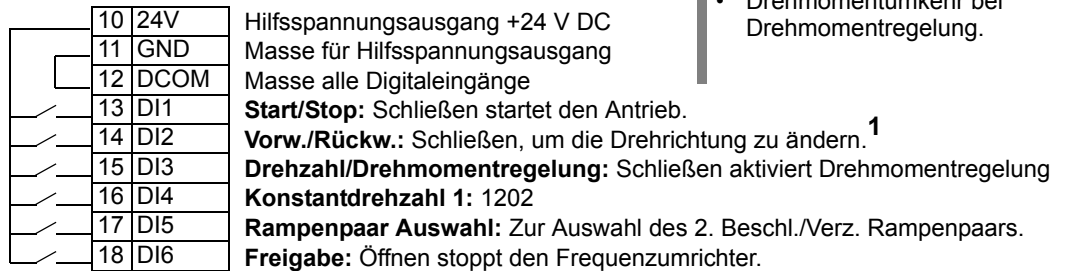 • Drehmomentumkehr bei
Drehmomentregelung.
10 24V Hilfsspannungsausgang +24 V DC
11 GND Masse für Hilfsspannungsausgang
12 DCOM Masse alle Digitaleingänge
13 DI1 Start/Stop: Schließen startet den Antrieb.
14 DI2 Vorw./Rückw.: Schließen, um die Drehrichtung zu ändern.1
15 DI3 Drehzahl/Drehmomentregelung: Schließen aktiviert Drehmomentregelung
16 DI4 Konstantdrehzahl 1: 1202
17 DI5 Rampenpaar Auswahl: Zur Auswahl des 2. Beschl./Verz. Rampenpaars.
18 DI6 Freigabe: Öffnen stoppt den Frequenzumrichter.